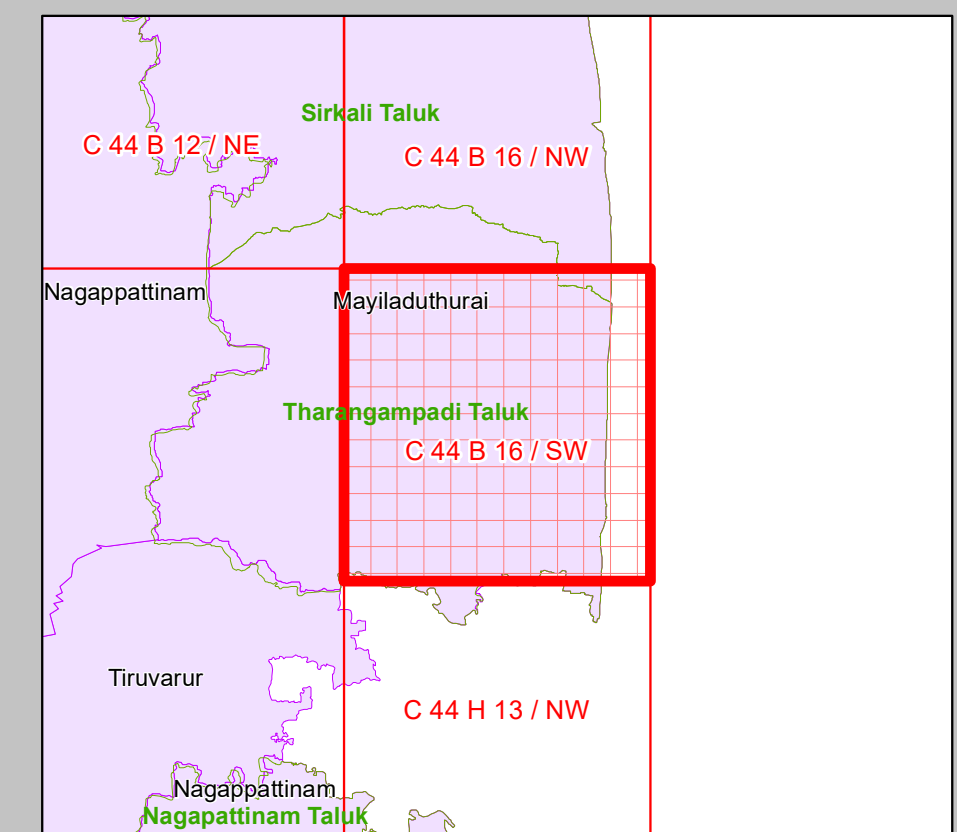 Sirkali Taluk
C 44 B 12 / NE
C 44 B 16 / NW
Nagappattinam
Mayiladuthurai
Tharangampadi Taluk
C 44 B 16 / SW
Tiruvarur
C 44 H 13 / NW
Nagappattinam
Nagapattinam Taluk